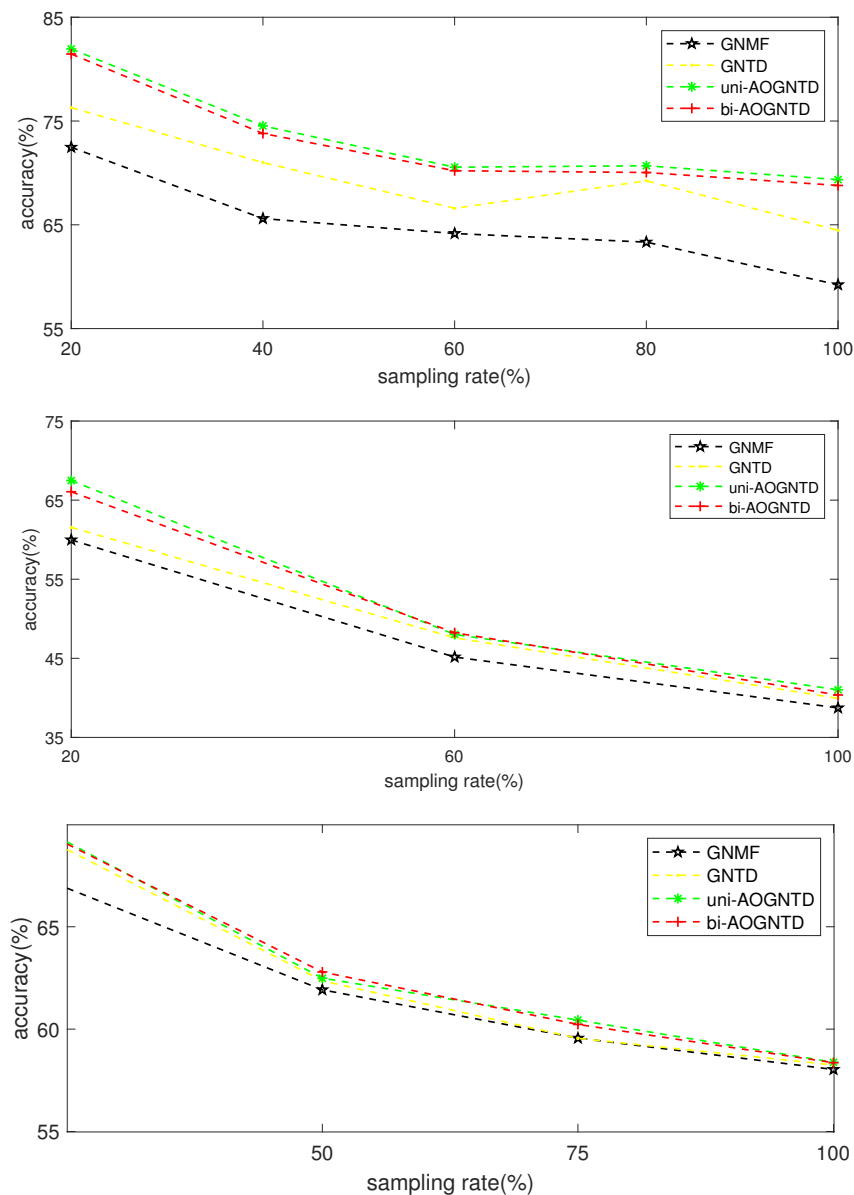 85
75
65
55
accuracy(%)
GNMF
GNTD
uni-AOGNTD
bi-AOGNTD
20
40
60
80
100
sampling rate(%)
75
65
55
45
35
accuracy(%)
GNMF
GNTD
uni-AOGNTD
bi-AOGNTD
20
60
100
sampling rate(%)
65
60
55
accuracy(%)
GNMF
GNTD
uni-AOGNTD
bi-AOGNTD
50
75
100
sampling rate(%)